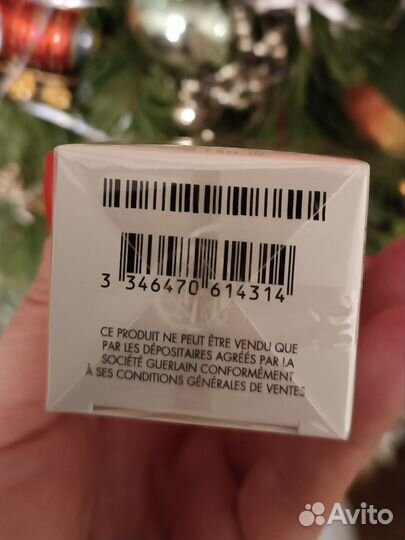 3 346470 614314
CE PRODUIT NE PEUT ÊTRE VENDU QUE
PAR LES DÉPOSITAIRES AGRÉÉS PAR LA
SOCIÉTÉ GUERLAIN CONFORMÉMENT
À SES CONDITIONS GÉNÉRALES DE VENTES
Avito